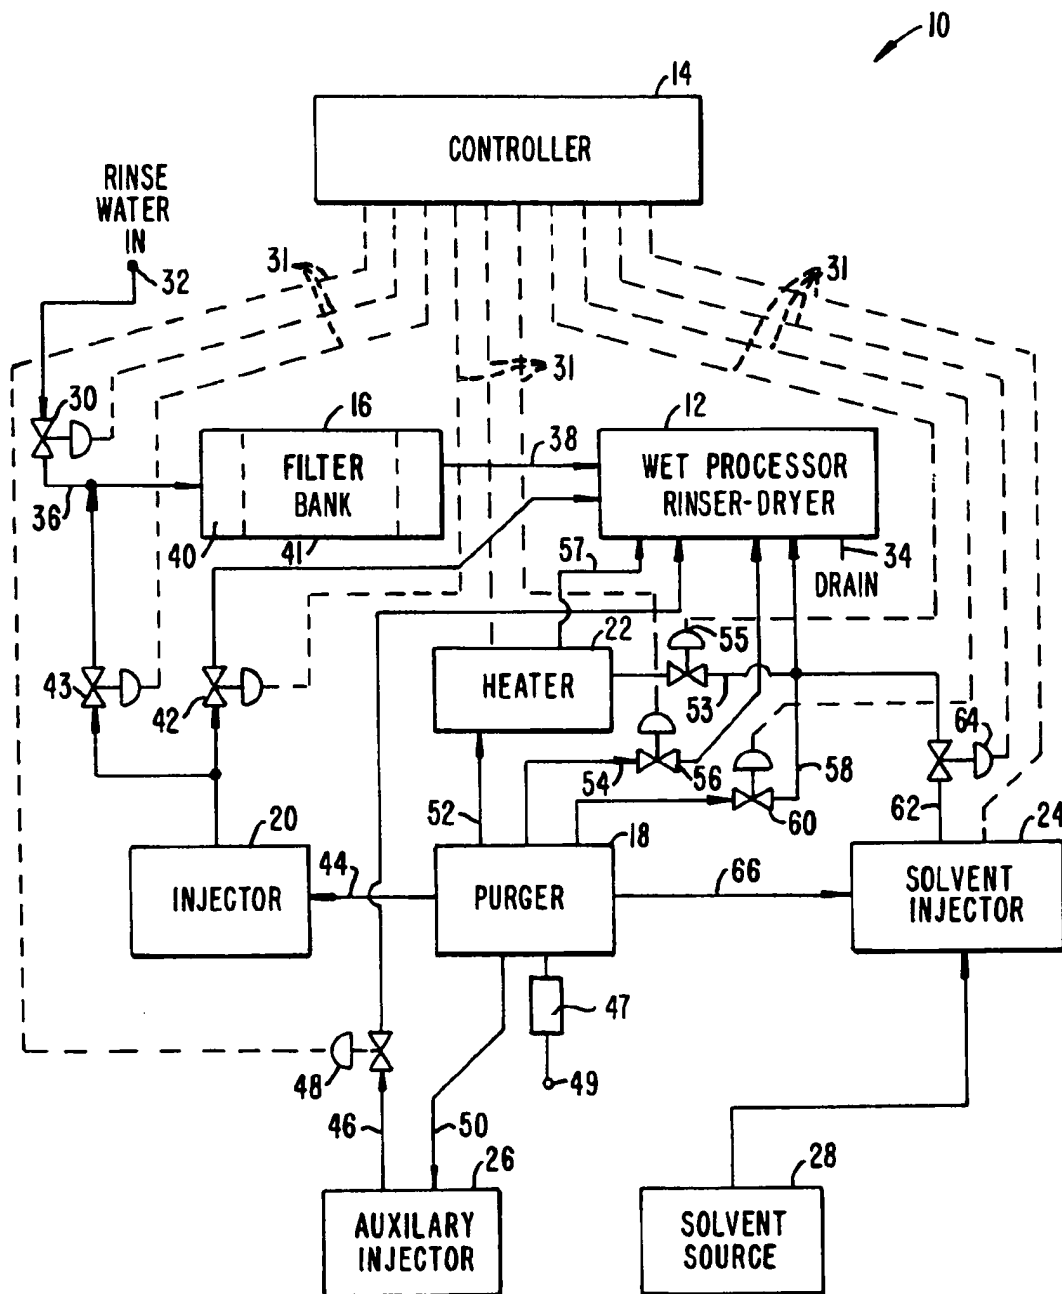 10
14
CONTROLLER
RINSE
WATER
IN
32
31
31
31
30
16
38
12
FILTER
BANK
WET PROCESSOR
RINSER-DRYER
36
40
41
57
34
DRAIN
22
55
HEATER
43
42
53
64
54
56
58
52
60
62
20
18
24
44
66
INJECTOR
PURGER
SOLVENT
INJECTOR
47
48
49
46
50
26
28
AUXILARY
INJECTOR
SOLVENT
SOURCE